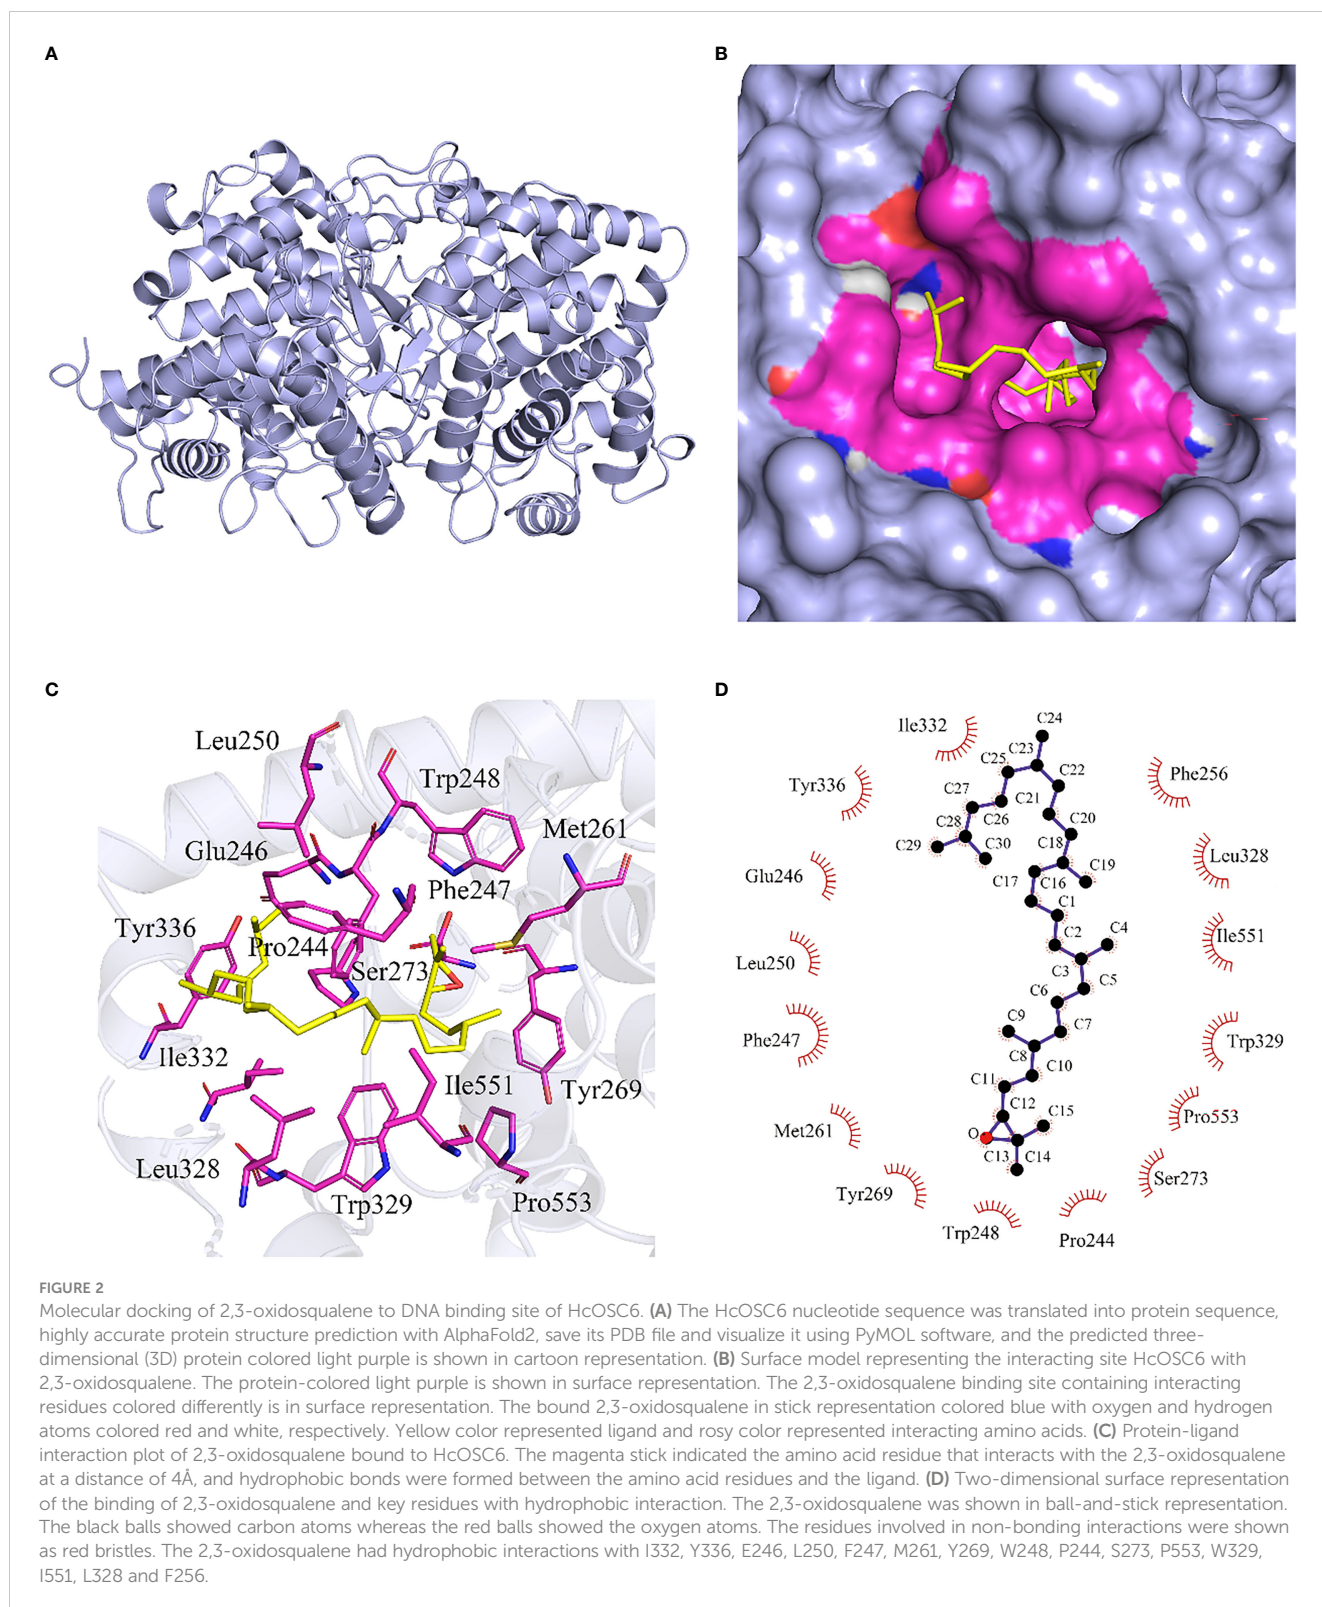 A
B
C
Leu250
Trp248
Met261
Glu246
Phe247
Tyr336
Pro244
Ser273
Ile332
Ile551
Tyr269
Leu328
Trp329
Pro553
D
C24
Ile332
C23
C25
Phe256
C22
Tyr336
C27
C21
C26
C20
C28
C18
C29
C30
Leu328
C19
Glu246
C17
C16
C1
C4
C2
Ile551
Leu250
C3
C5
C6
C9
C7
Phe247
Trp329
C8
C10
C11
C12
C15
Pro553
O
Met261
C13
C14
Ser273
Tyr269
Trp248
Pro244
FIGURE 2
Molecular docking of 2,3-oxidosqualene to DNA binding site of HcOSC6. (A) The HcOSC6 nucleotide sequence was translated into protein sequence,
highly accurate protein structure prediction with AlphaFold2, save its PDB file and visualize it using PyMOL software, and the predicted three-
dimensional (3D) protein colored light purple is shown in cartoon representation. (B) Surface model representing the interacting site HcOSC6 with
2,3-oxidosqualene. The protein-colored light purple is shown in surface representation. The 2,3-oxidosqualene binding site containing interacting
residues colored differently is in surface representation. The bound 2,3-oxidosqualene in stick representation colored blue with oxygen and hydrogen
atoms colored red and white, respectively. Yellow color represented ligand and rosy color represented interacting amino acids. (C) Protein-ligand
interaction plot of 2,3-oxidosqualene bound to HcOSC6. The magenta stick indicated the amino acid residue that interacts with the 2,3-oxidosqualene
at a distance of 4Å, and hydrophobic bonds were formed between the amino acid residues and the ligand. (D) Two-dimensional surface representation
of the binding of 2,3-oxidosqualene and key residues with hydrophobic interaction. The 2,3-oxidosqualene was shown in ball-and-stick representation.
The black balls showed carbon atoms whereas the red balls showed the oxygen atoms. The residues involved in non-bonding interactions were shown
as red bristles. The 2,3-oxidosqualene had hydrophobic interactions with I332, Y336, E246, L250, F247, M261, Y269, W248, P244, S273, P553, W329,
I551, L328 and F256.